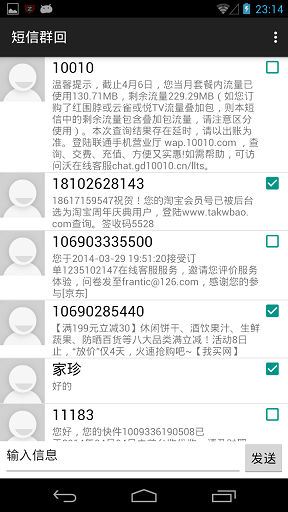 23:14
短信群回
10010
温馨提示，截止4月6日，您当月套餐内流量已
使用130.71MB，剩余流量229.29MB（如您订
购了红围脖或云雀或悦TV流量叠加包，则本短
信中的剩余流量包含叠加包流量，请注意区分
使用）。本次查询结果存在延时，请以出账为
准。登陆联通手机营业厅 wap.10010.com ，查
询、交费、充值、方便又实惠!如需帮助，可访
问沃在线客服chat.gd10010.cn/llts。
18102628143
18617159547祝贺！您的淘宝会员号已被后台
选为淘宝周年庆典用户，登陆www.takwbao.
com查询。签收码5528
106903335500
您于2014-03-29 19:51:20接受订
单1235102147在线客服服务，邀请您评价服务
体验，问卷发至frantic@126.com，感谢您的参
与[京东]
10690285440
【满199元立减30】休闲饼干、酒饮果汁、生鲜
蔬果、防晒百货等八大品类满立减！活动8日
止，“放价”仅4天，火速抢购吧~【我买网】
家珍
好的
11183
您好，您的快件1009336190508已
输入信息
发送